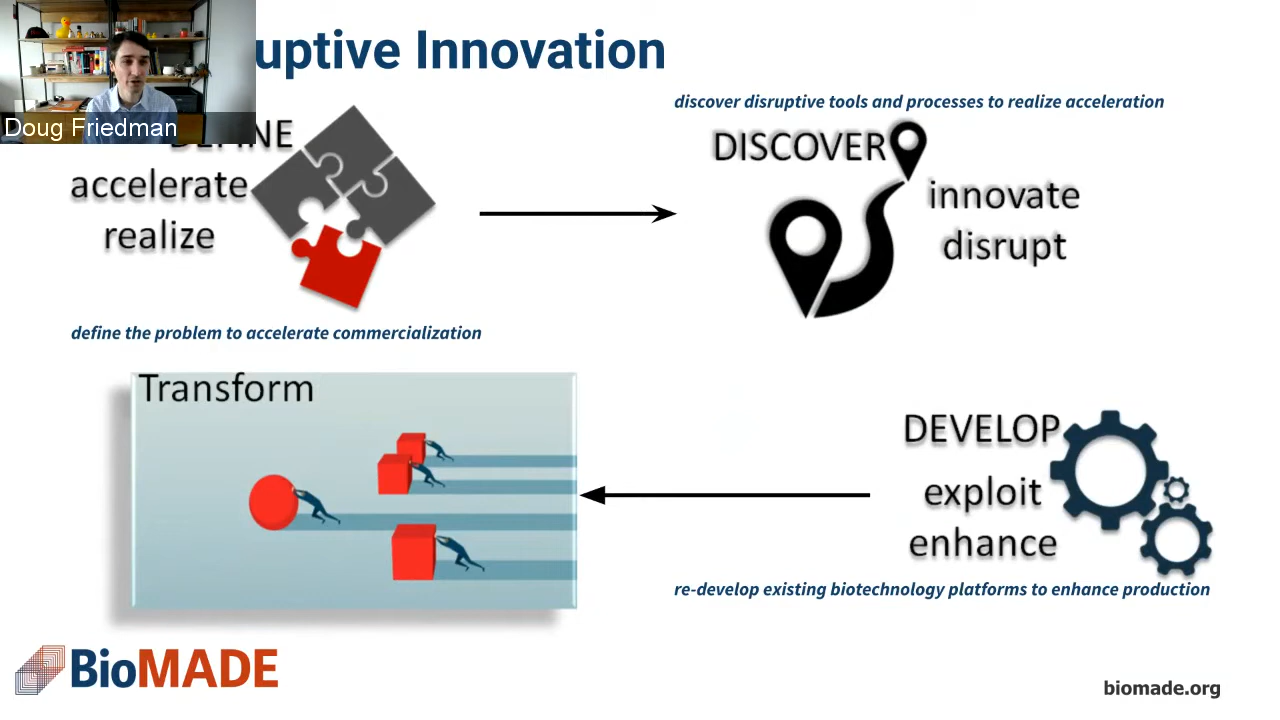 uptive Innovation
Doug Friedman
accelerate
realize
define the problem to accelerate commercialization
discover disruptive tools and processes to realize acceleration
DISCOVER
innovate
disrupt
Transform
DEVELOP
exploit
enhance
re-develop existing biotechnology platforms to enhance production
BioMADE
biomade.org